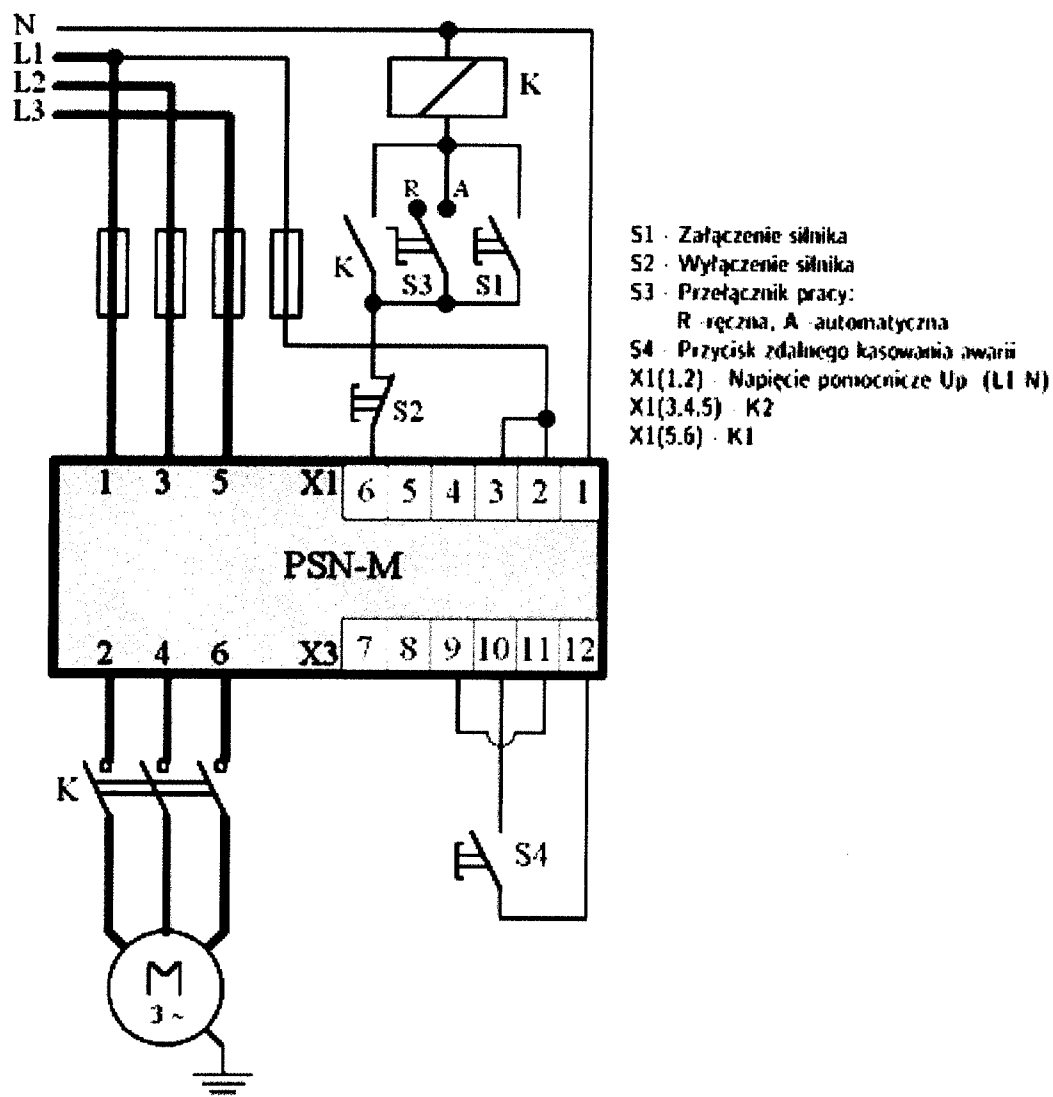 N
L1
L2
L3
K
R A
K S3 S1
S2
S1 - Załączenie silnika
S2 - Wyłączenie silnika
S3 - Przełącznik pracy:
R -ręczna, A -automatyczna
S4 - Przycisk zdalnego kasowania awarii
X1(1.2) - Napięcie pomocnicze Up (L1 N)
X1(3.4.5) - K2
X1(5.6) - K1
1 3 5 X1 6 5 4 3 2 1
PSN-M
2 4 6 X3 7 8 9 10 11 12
K
S4
M
3 ~